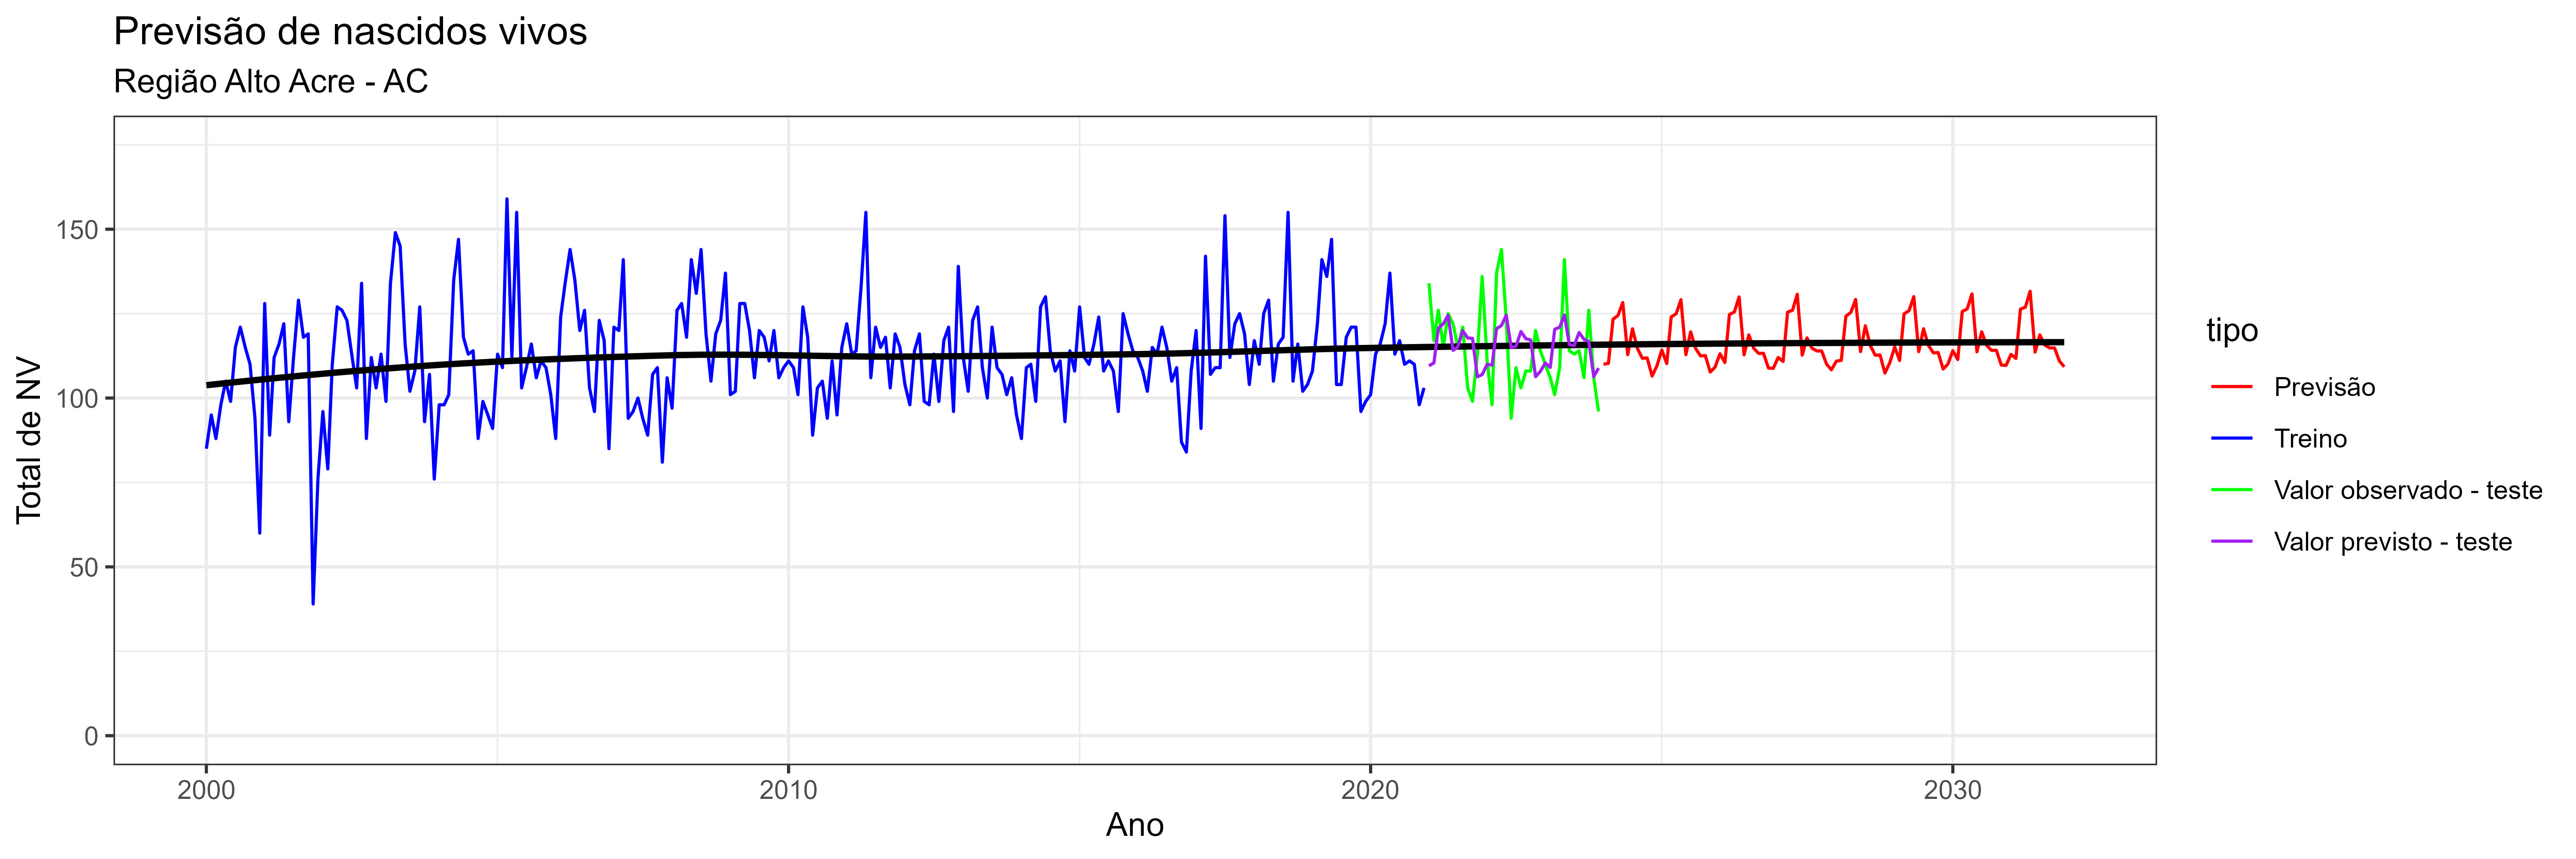 Previsão de nascidos vivos
Região Alto Acre - AC
Total de NV
150
100
50
0
2000
2010
2020
2030
Ano
tipo
Previsão
Treino
Valor observado - teste
Valor previsto - teste